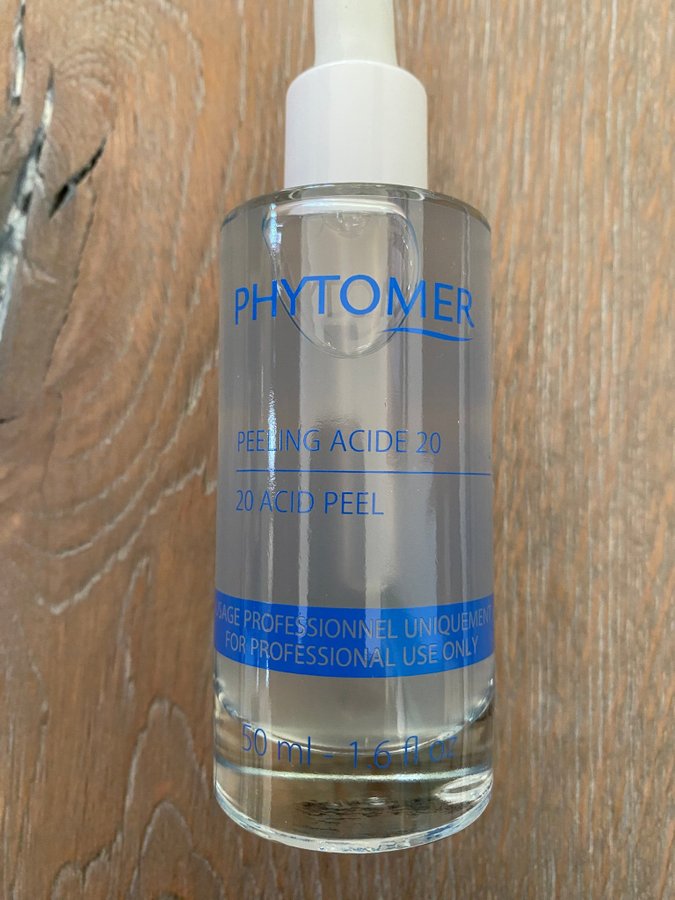 PHYTOMER
PEELING ACIDE 20
20 ACID PEEL
USAGE PROFESSIONNEL UNIQUEMENT
FOR PROFESSIONAL USE ONLY
50 ml - 1.6 fl oz